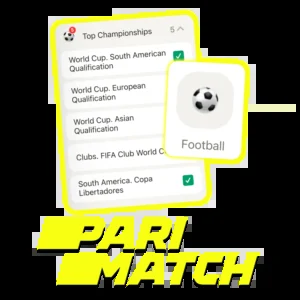 Top Championships 5
World Cup. South American
Qualification
World Cup. European
Qualification
World Cup. Asian
Qualification
Clubs. FIFA Club World C
South America. Copa
Libertadores
Football
PARI
MATCH